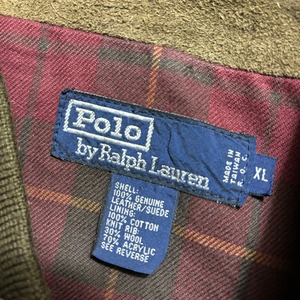 Polo
by Ralph Lauren
MADE IN
TAIWAN
R. O. C.
XL
SHELL:
100% GENUINE
LEATHER/SUEDE
LINING:
100% COTTON
KNIT RIB:
30% WOOL
70% ACRYLIC
SEE REVERSE